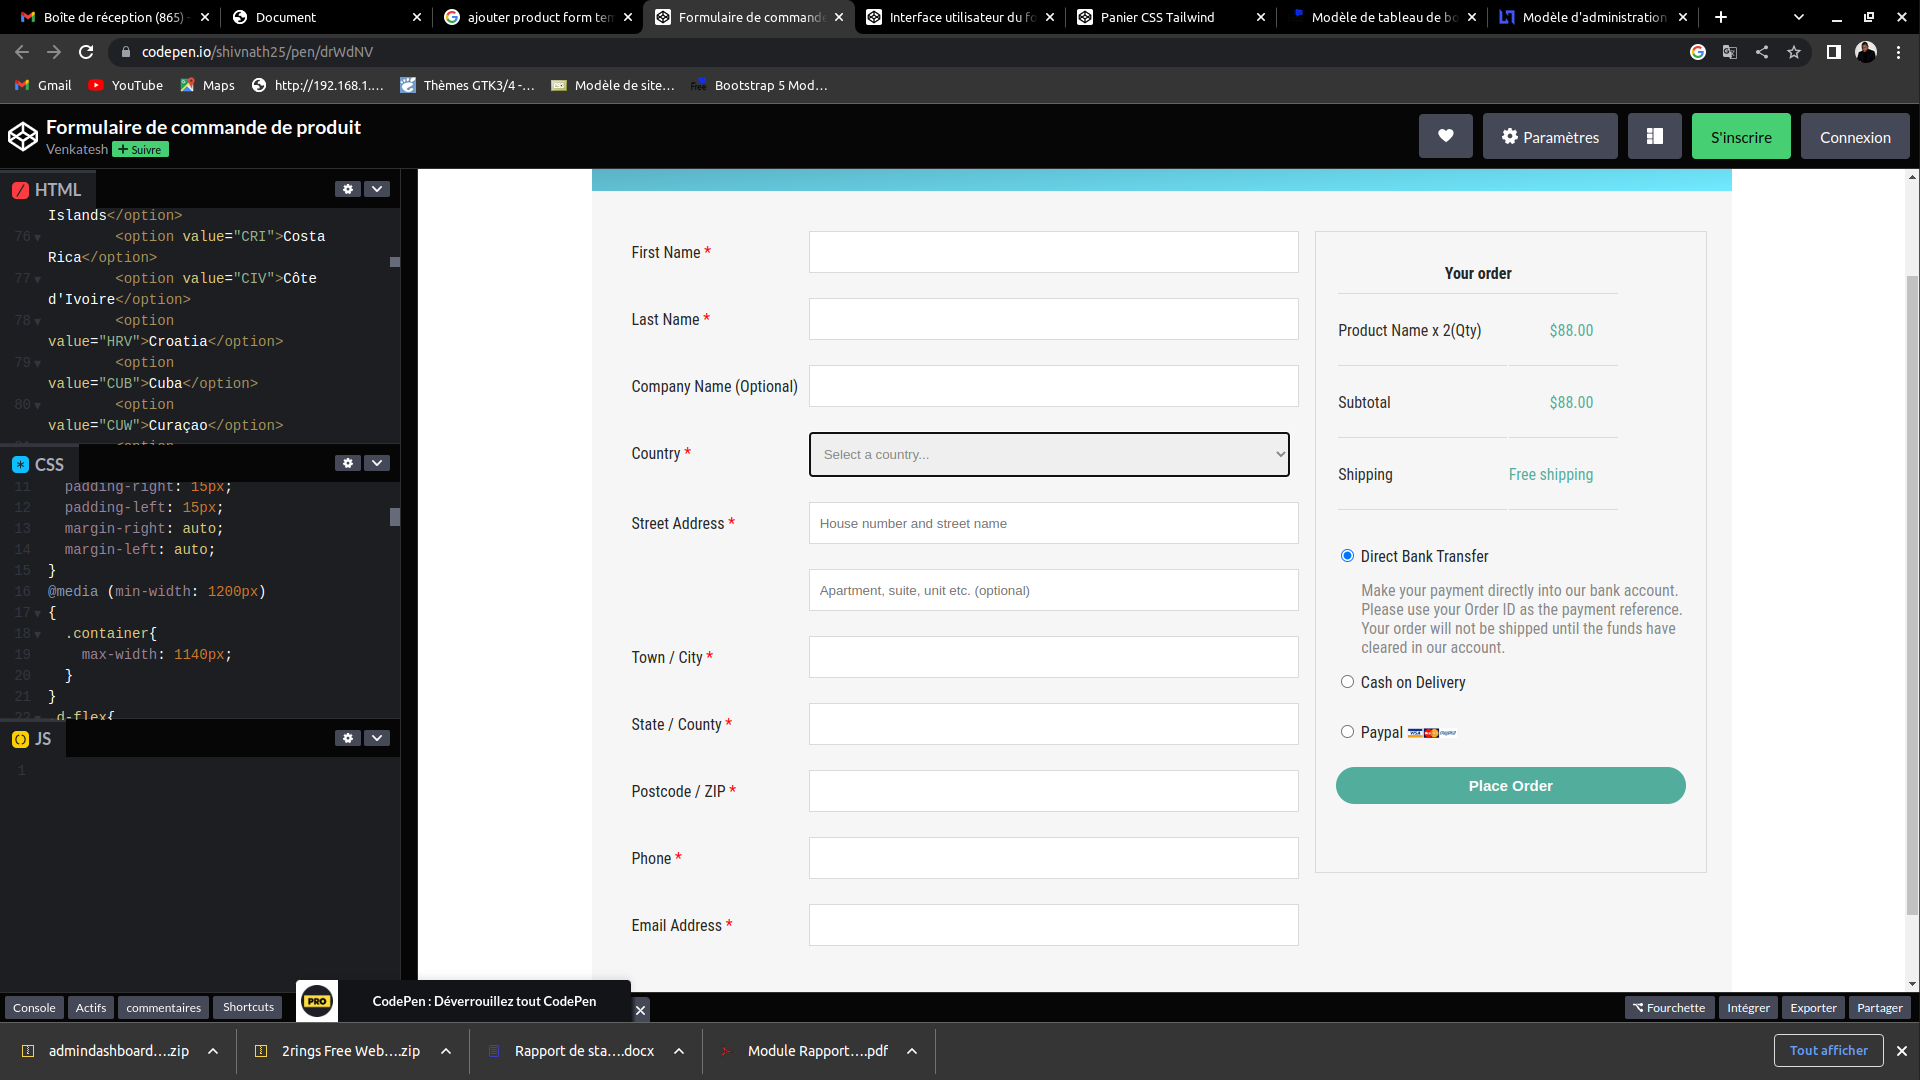 Boîte de réception (865) -
Document
ajouter product form tem
Formulaire de commande
Interface utilisateur du fo
Panier CSS Tailwind
Modèle de tableau de bo
Modèle d'administration
codepen.io/shivnath25/pen/drWdNV
Gmail
YouTube
Maps
http://192.168.1....
Thèmes GTK3/4 -...
Modèle de site...
Bootstrap 5 Mod...
Formulaire de commande de produit
Venkatesh
+ Suivre
Paramètres
S'inscrire
Connexion
HTML
Islands</option>
76 <option value="CRI">Costa
Rica</option>
77 <option value="CIV">Côte
d'Ivoire</option>
78 <option
value="HRV">Croatia</option>
79 <option
value="CUB">Cuba</option>
80 <option
value="CUW">Curaçao</option>
CSS
11 padding-right: 15px;
12 padding-left: 15px;
13 margin-right: auto;
14 margin-left: auto;
15 }
16 @media (min-width: 1200px)
17 {
18 .container{
19 max-width: 1140px;
20 }
21 }
22 .d-flex{
JS
1
First Name *
Last Name *
Company Name (Optional)
Country *
Select a country...
Street Address *
House number and street name
Apartment, suite, unit etc. (optional)
Town / City *
State / County *
Postcode / ZIP *
Phone *
Email Address *
Your order
Product Name x 2(Qty) $88.00
Subtotal $88.00
Shipping Free shipping
Direct Bank Transfer
Make your payment directly into our bank account.
Please use your Order ID as the payment reference.
Your order will not be shipped until the funds have
cleared in our account.
Cash on Delivery
Paypal
Place Order
Console
Actifs
commentaires
Shortcuts
PRO
CodePen : Déverrouillez tout CodePen
Fourchette
Intégrer
Exporter
Partager
admindashboard....zip
2rings Free Web....zip
Rapport de sta....docx
Module Rapport....pdf
Tout afficher